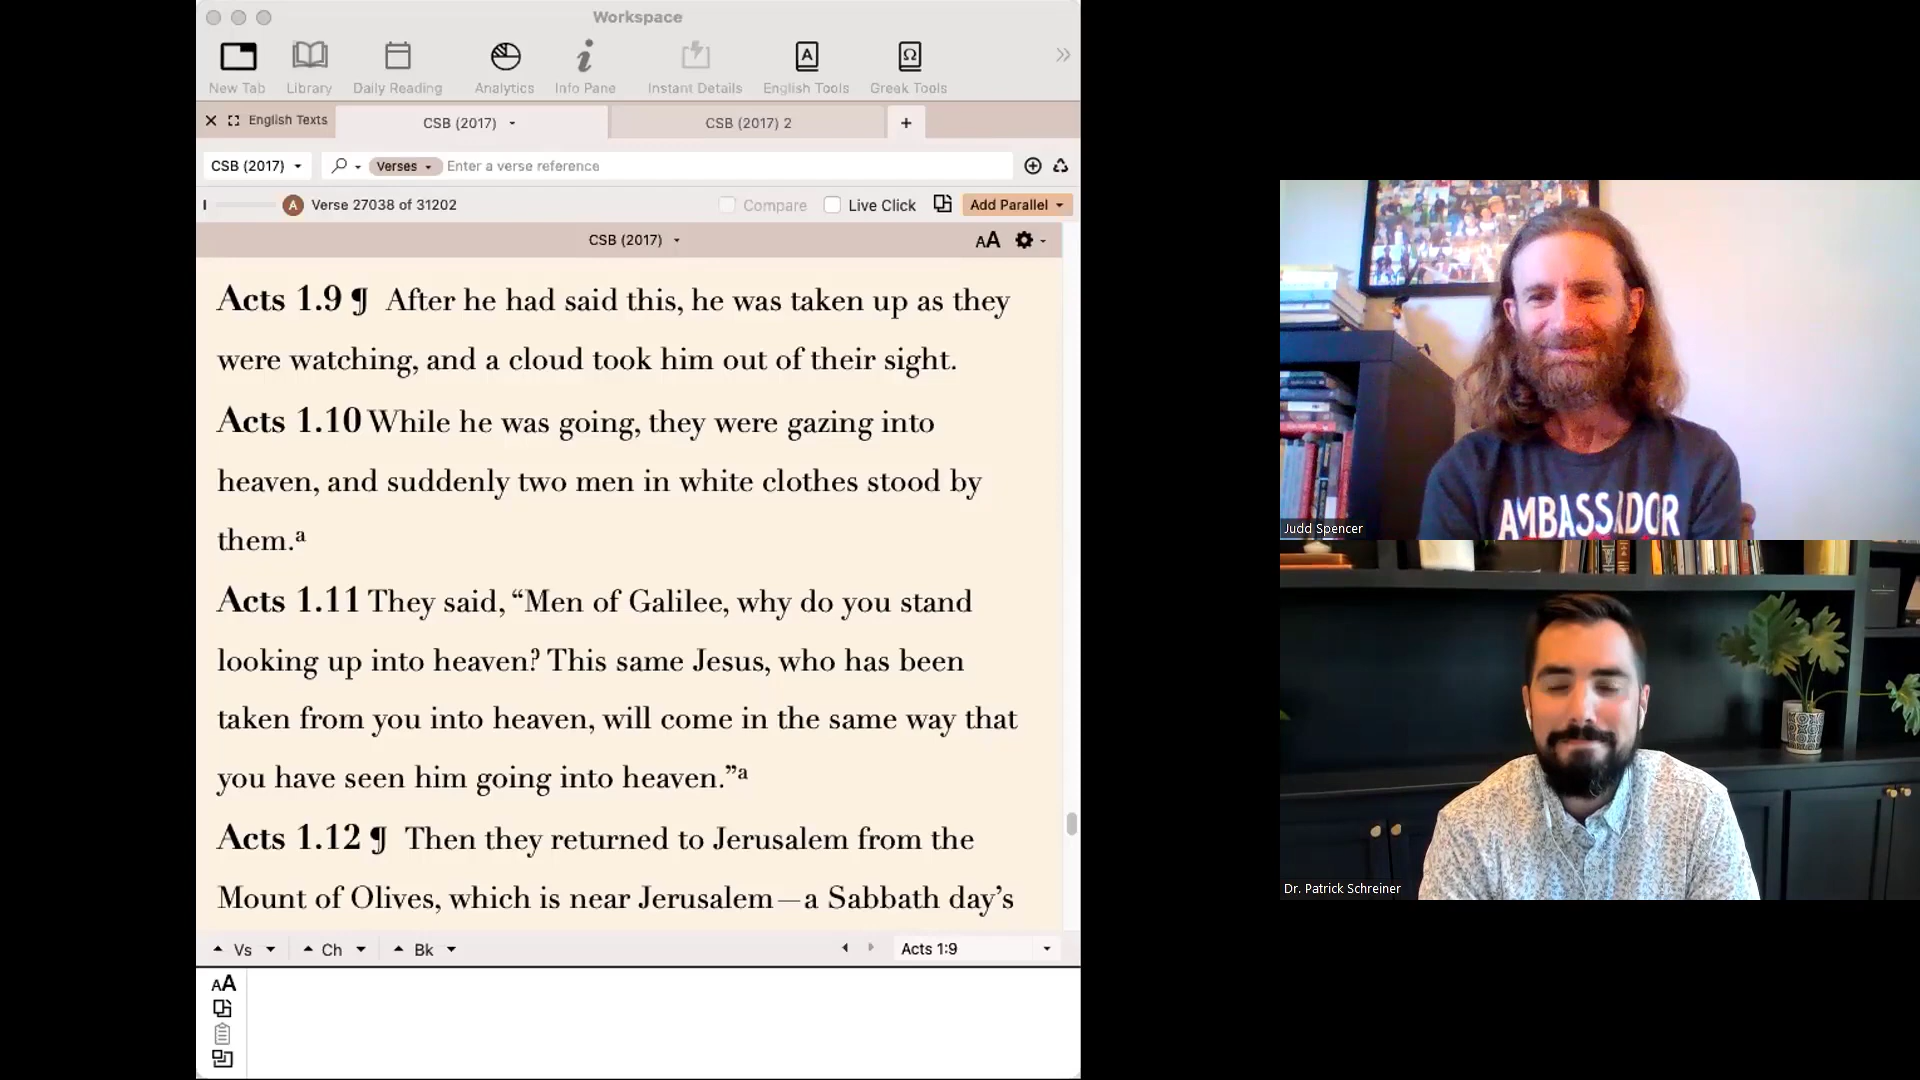 Workspace
New Tab
Library
Daily Reading
Analytics
Info Pane
Instant Details
English Tools
Greek Tools
English Texts
CSB (2017)
CSB (2017) 2
CSB (2017)
Verses
Enter a verse reference
A
Verse 27038 of 31202
Compare
Live Click
Add Parallel
CSB (2017)
AA
Acts 1.9 ¶ After he had said this, he was taken up as they
were watching, and a cloud took him out of their sight.
Acts 1.10 While he was going, they were gazing into
heaven, and suddenly two men in white clothes stood by
them.ª
Acts 1.11 They said, “Men of Galilee, why do you stand
looking up into heaven? This same Jesus, who has been
taken from you into heaven, will come in the same way that
you have seen him going into heaven.”ª
Acts 1.12 ¶ Then they returned to Jerusalem from the
Mount of Olives, which is near Jerusalem—a Sabbath day’s
Vs
Ch
Bk
Acts 1:9
AA
AMBASSADOR
Judd Spencer
Dr. Patrick Schreiner